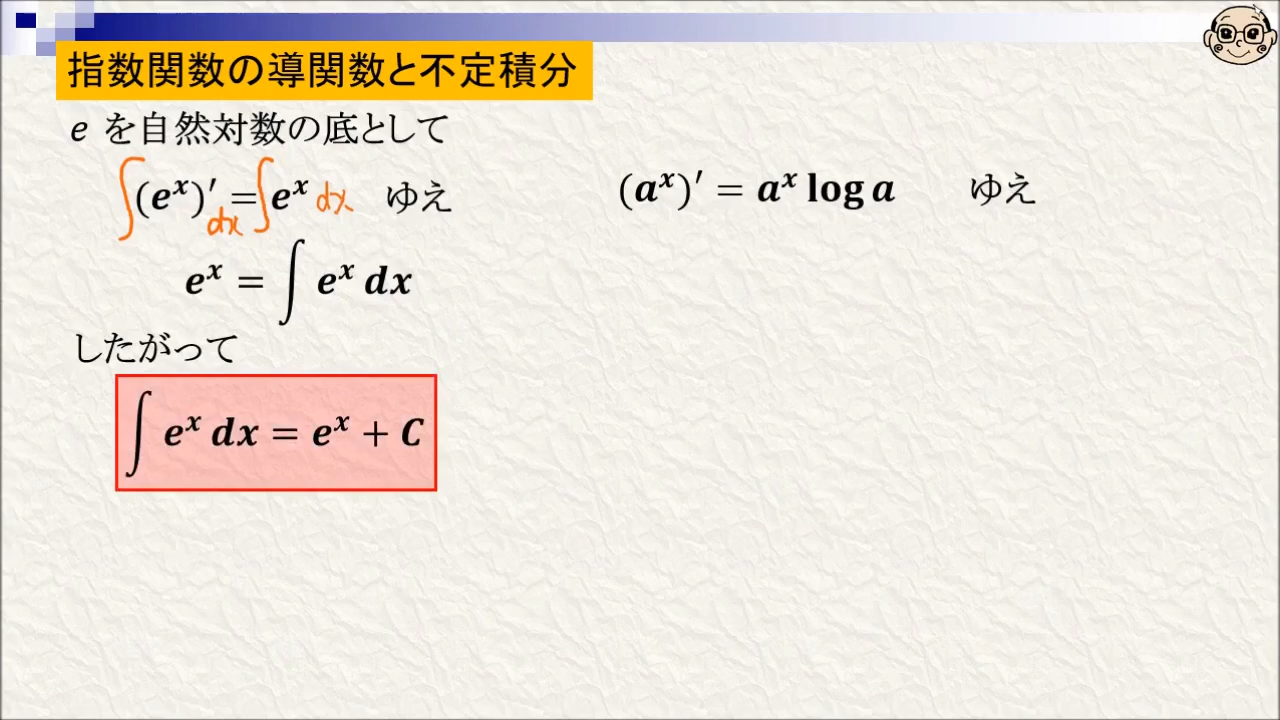 指数関数の導関数と不定積分
e を自然対数の底として
∫(eˣ)′dx = ∫eˣ dx ゆえ
eˣ = ∫ eˣ dx
したがって
∫ eˣ dx = eˣ + C
(aˣ)′ = aˣ log a ゆえ